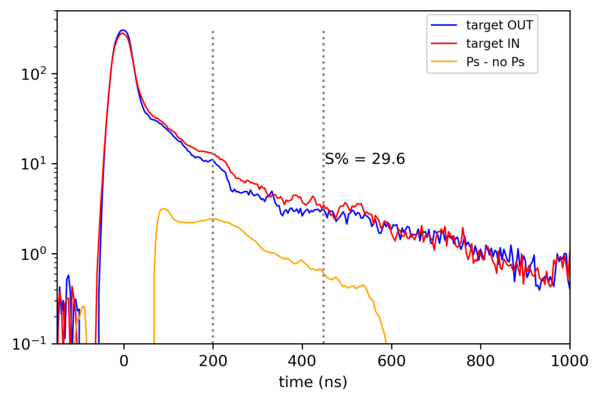 target OUT
target IN
Ps - no Ps
10²
10¹
10⁰
10⁻¹
S% = 29.6
0 200 400 600 800 1000
time (ns)